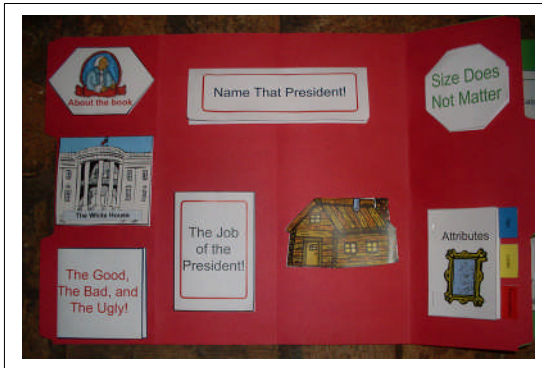 About the book
Name That President!
Size Does
Not Matter
The White House
The Job
of the
President!
Attributes
The Good,
The Bad, and
The Ugly!